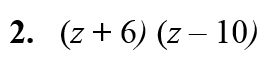 2. (z + 6) (z – 10)